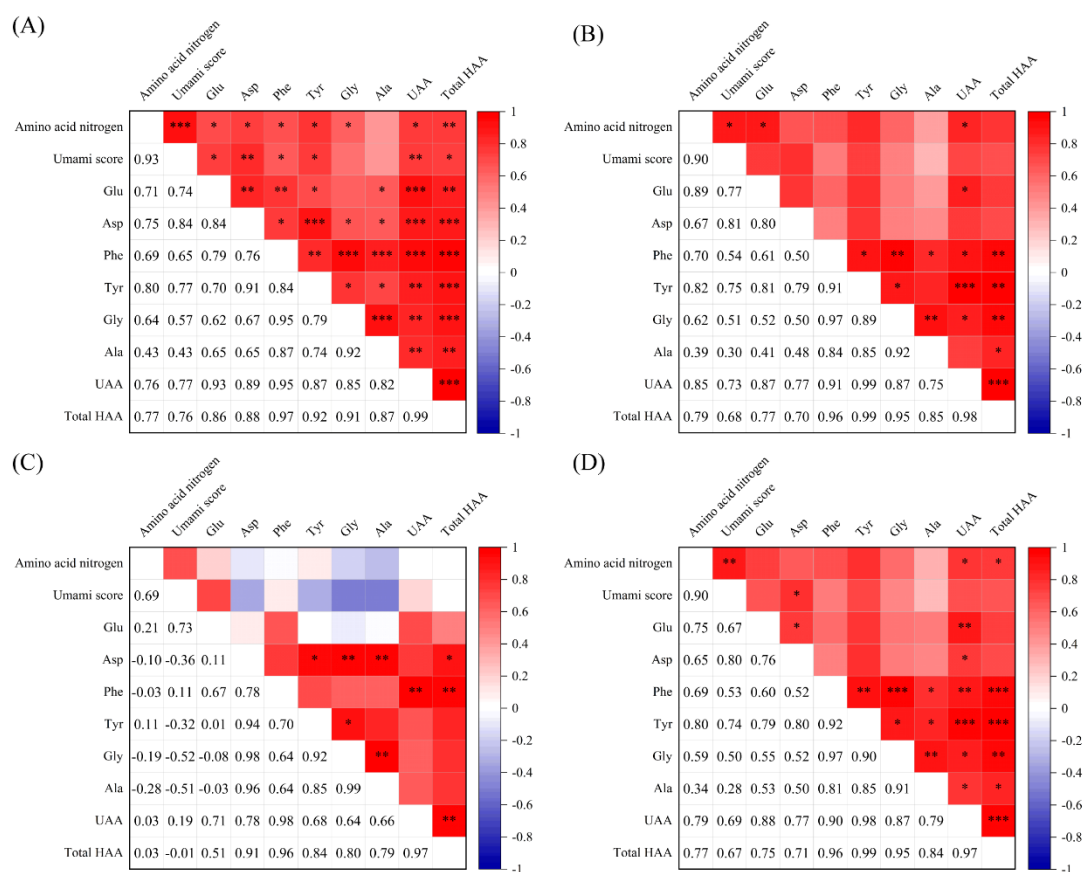 (A)
Amino acid nitrogen
Umami score
Glu
Asp
Phe
Tyr
Gly
Ala
UAA
Total HAA
Amino acid nitrogen *** * * * * * * **
Umami score 0.93 * ** * * ** *
Glu 0.71 0.74 ** ** * * *** **
Asp 0.75 0.84 0.84 * *** * * *** ***
Phe 0.69 0.65 0.79 0.76 ** *** *** *** ***
Tyr 0.80 0.77 0.70 0.91 0.84 * * ** ***
Gly 0.64 0.57 0.62 0.67 0.95 0.79 *** ** ***
Ala 0.43 0.43 0.65 0.65 0.87 0.74 0.92 ** **
UAA 0.76 0.77 0.93 0.89 0.95 0.87 0.85 0.82 ***
Total HAA 0.77 0.76 0.86 0.88 0.97 0.92 0.91 0.87 0.99
1
0.8
0.6
0.4
0.2
0
-0.2
-0.4
-0.6
-0.8
-1
(B)
Amino acid nitrogen
Umami score
Glu
Asp
Phe
Tyr
Gly
Ala
UAA
Total HAA
Amino acid nitrogen * * *
Umami score 0.90
Glu 0.89 0.77 *
Asp 0.67 0.81 0.80
Phe 0.70 0.54 0.61 0.50 * ** * * **
Tyr 0.82 0.75 0.81 0.79 0.91 * *** **
Gly 0.62 0.51 0.52 0.50 0.97 0.89 ** * **
Ala 0.39 0.30 0.41 0.48 0.84 0.85 0.92 *
UAA 0.85 0.73 0.87 0.77 0.91 0.99 0.87 0.75 ***
Total HAA 0.79 0.68 0.77 0.70 0.96 0.99 0.95 0.85 0.98
1
0.8
0.6
0.4
0.2
0
-0.2
-0.4
-0.6
-0.8
-1
(C)
Amino acid nitrogen
Umami score
Glu
Asp
Phe
Tyr
Gly
Ala
UAA
Total HAA
Amino acid nitrogen
Umami score 0.69
Glu 0.21 0.73
Asp -0.10 -0.36 0.11 * ** ** *
Phe -0.03 0.11 0.67 0.78 ** **
Tyr 0.11 -0.32 0.01 0.94 0.70 *
Gly -0.19 -0.52 -0.08 0.98 0.64 0.92 **
Ala -0.28 -0.51 -0.03 0.96 0.64 0.85 0.99
UAA 0.03 0.19 0.71 0.78 0.98 0.68 0.64 0.66 **
Total HAA 0.03 -0.01 0.51 0.91 0.96 0.84 0.80 0.79 0.97
1
0.8
0.6
0.4
0.2
0
-0.2
-0.4
-0.6
-0.8
-1
(D)
Amino acid nitrogen
Umami score
Glu
Asp
Phe
Tyr
Gly
Ala
UAA
Total HAA
Amino acid nitrogen ** * *
Umami score 0.90 *
Glu 0.75 0.67 * **
Asp 0.65 0.80 0.76 *
Phe 0.69 0.53 0.60 0.52 ** *** * ** ***
Tyr 0.80 0.74 0.79 0.80 0.92 * * *** ***
Gly 0.59 0.50 0.55 0.52 0.97 0.90 ** * **
Ala 0.34 0.28 0.53 0.50 0.81 0.85 0.91 * *
UAA 0.79 0.69 0.88 0.77 0.90 0.98 0.87 0.79 ***
Total HAA 0.77 0.67 0.75 0.71 0.96 0.99 0.95 0.84 0.97
1
0.8
0.6
0.4
0.2
0
-0.2
-0.4
-0.6
-0.8
-1